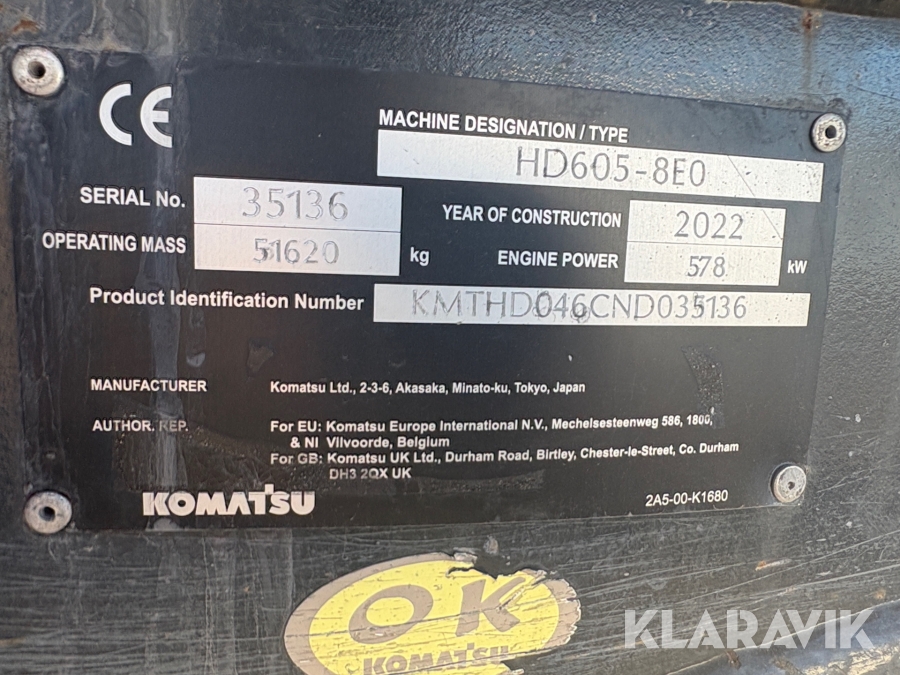 CE
MACHINE DESIGNATION / TYPE
HD605-8E0
SERIAL No. 35136
YEAR OF CONSTRUCTION 2022
OPERATING MASS 51620 kg
ENGINE POWER 578 kW
Product Identification Number KMTHD046CND035136
MANUFACTURER Komatsu Ltd., 2-3-6, Akasaka, Minato-ku, Tokyo, Japan
AUTHOR. REP. For EU: Komatsu Europe International N.V., Mechelsesteenweg 586, 1800,
& NI Vilvoorde, Belgium
For GB: Komatsu UK Ltd., Durham Road, Birtley, Chester-le-Street, Co. Durham
DH3 2QX UK
KOMATSU
2A5-00-K1680
OK
KOMATSU
KLARAVIK